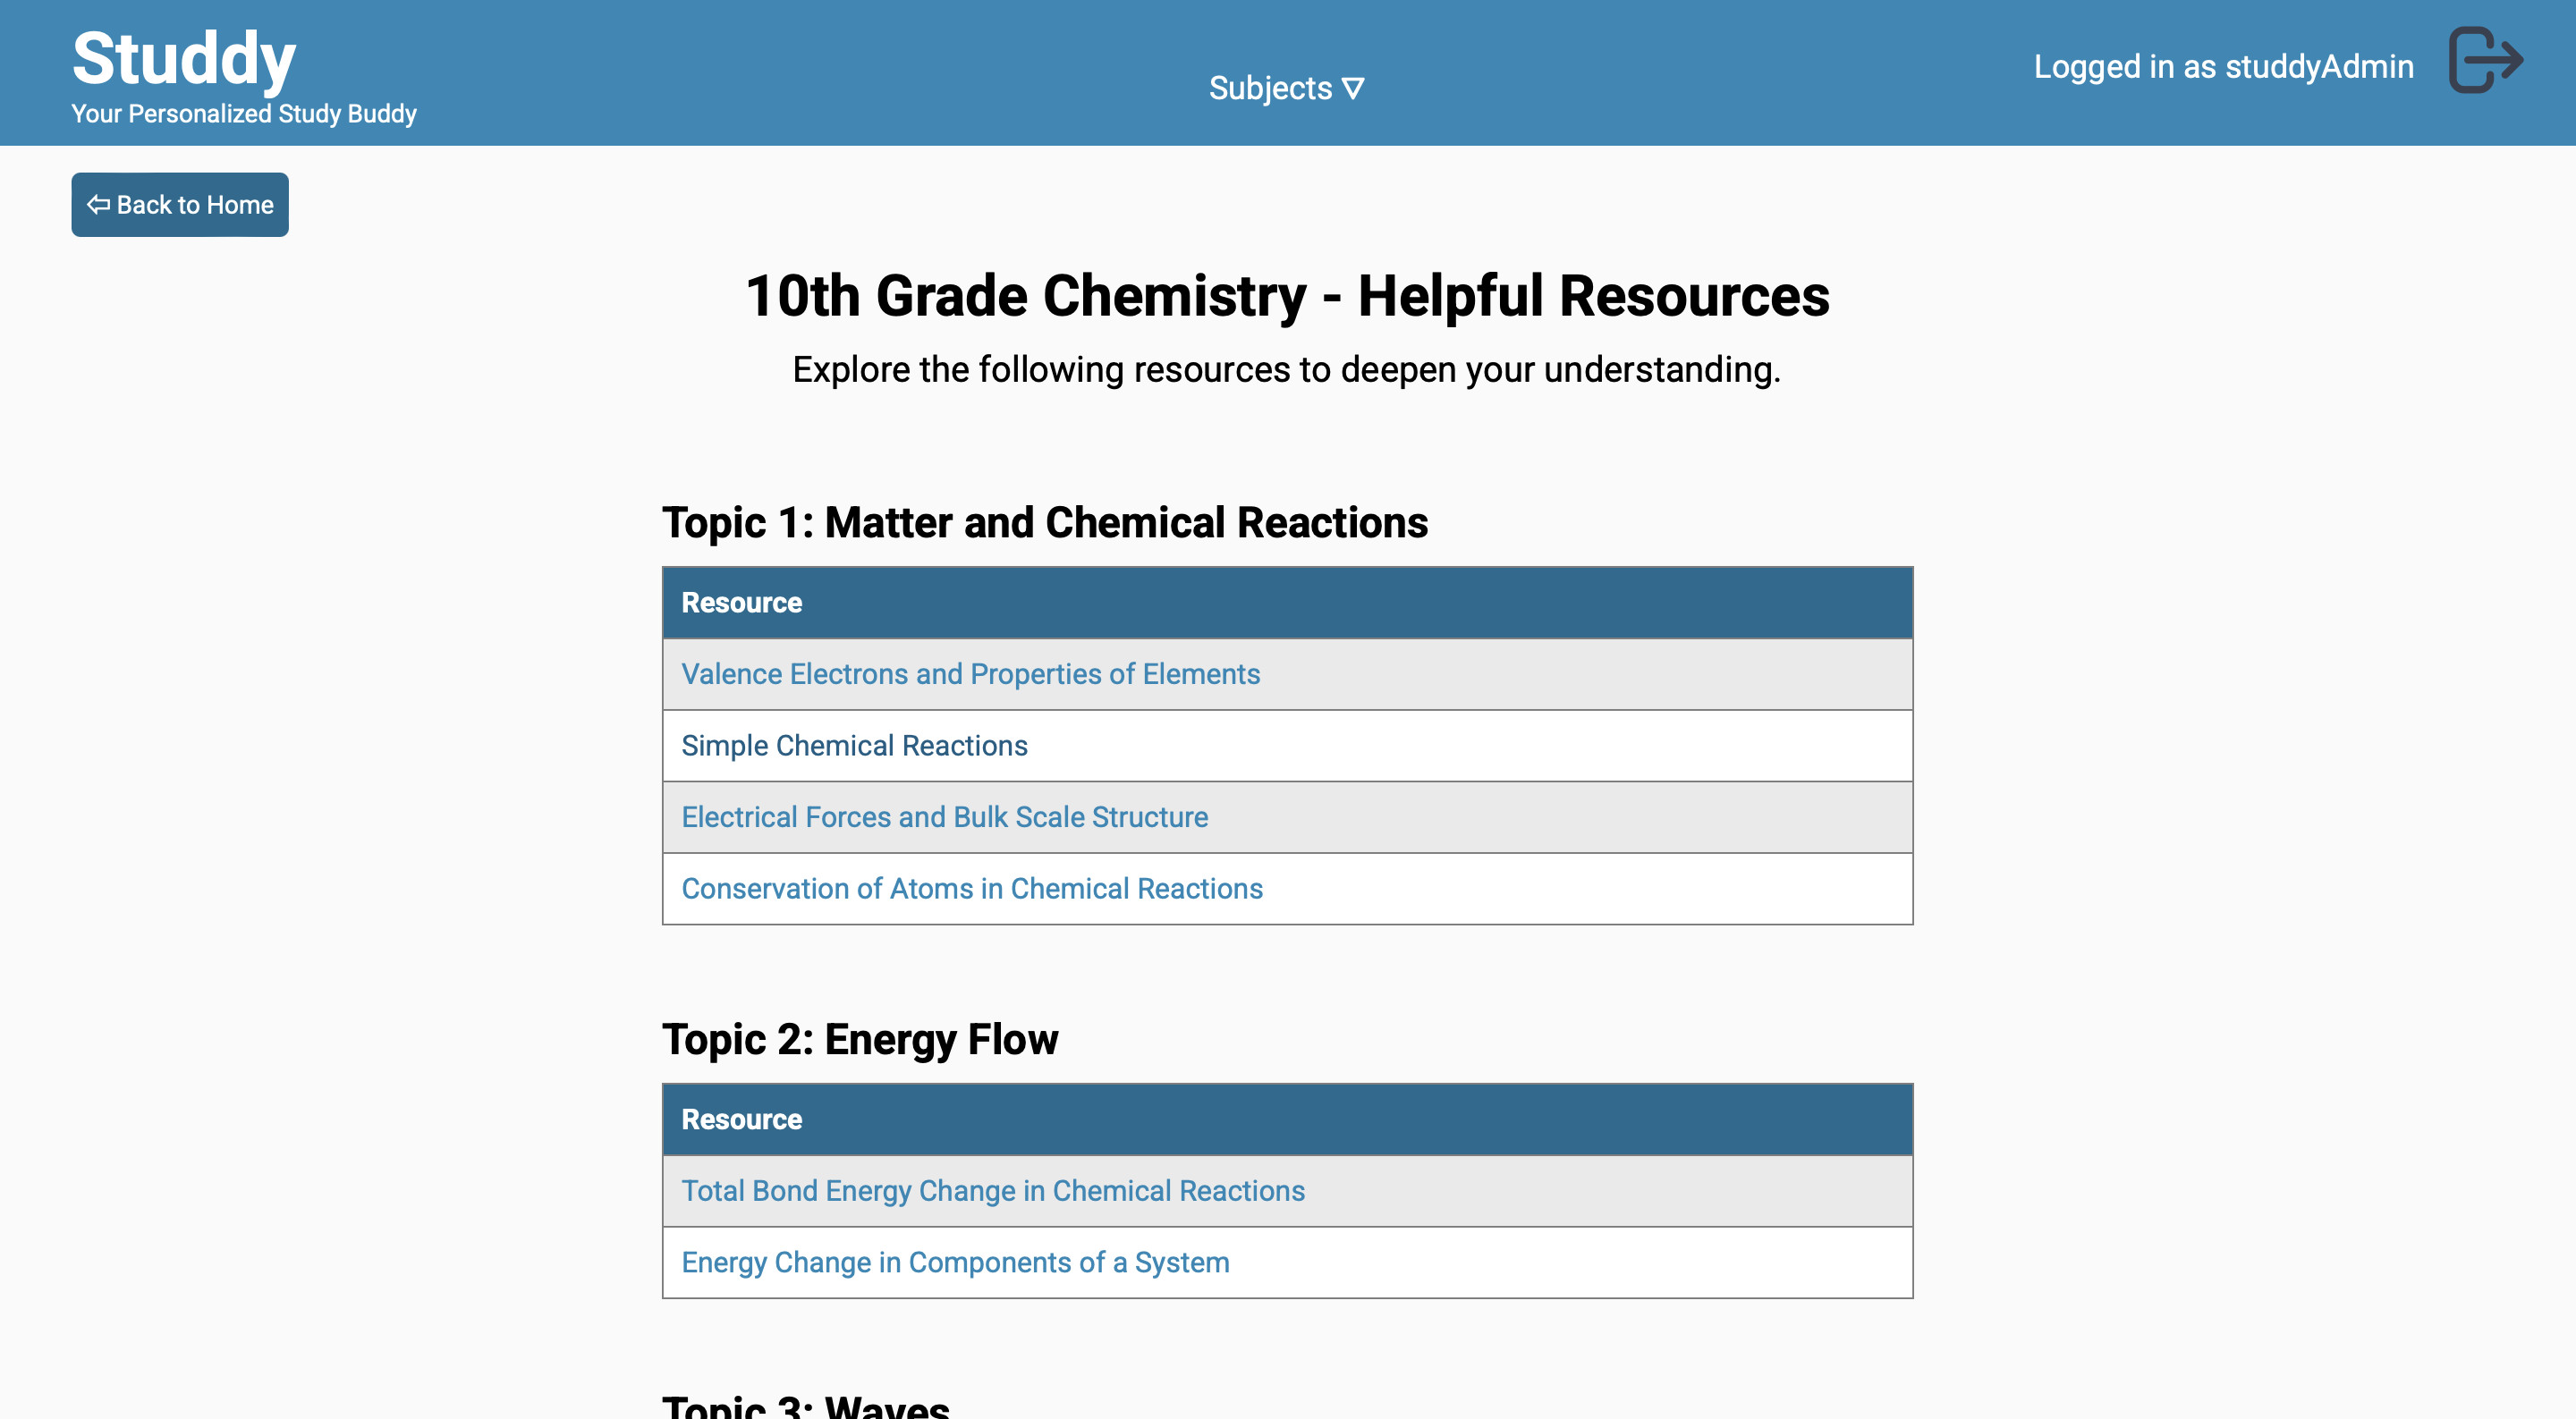 Studdy
Your Personalized Study Buddy
Subjects ▽
Logged in as studdyAdmin
⇦ Back to Home
10th Grade Chemistry - Helpful Resources
Explore the following resources to deepen your understanding.
Topic 1: Matter and Chemical Reactions
Resource
Valence Electrons and Properties of Elements
Simple Chemical Reactions
Electrical Forces and Bulk Scale Structure
Conservation of Atoms in Chemical Reactions
Topic 2: Energy Flow
Resource
Total Bond Energy Change in Chemical Reactions
Energy Change in Components of a System
Topic 3: Waves